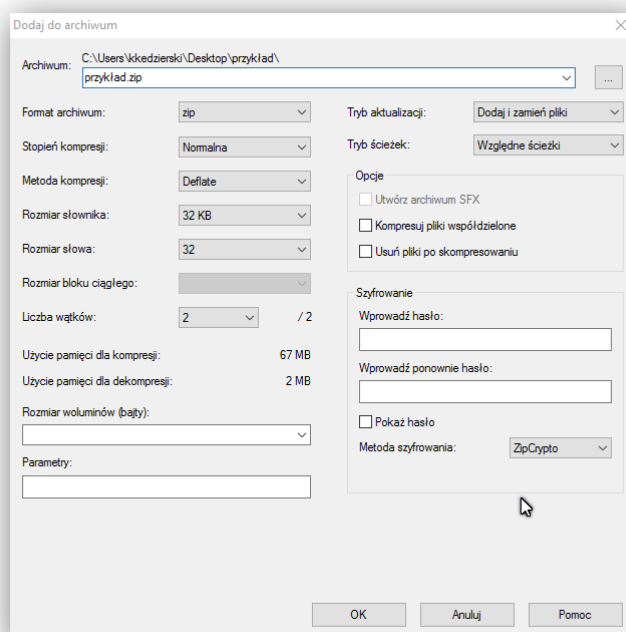 Dodaj do archiwum
Archiwum:
C:\Users\kkedzierski\Desktop\przykład\
przykład.zip
...
Format archiwum:
zip
Stopień kompresji:
Normalna
Metoda kompresji:
Deflate
Rozmiar słownika:
32 KB
Rozmiar słowa:
32
Rozmiar bloku ciągłego:
Liczba wątków:
2
/ 2
Użycie pamięci dla kompresji:
67 MB
Użycie pamięci dla dekompresji:
2 MB
Rozmiar woluminów (bajty):
Parametry:
Tryb aktualizacji:
Dodaj i zamień pliki
Tryb ścieżek:
Względne ścieżki
Opcje
Utwórz archiwum SFX
Kompresuj pliki współdzielone
Usuń pliki po skompresowaniu
Szyfrowanie
Wprowadź hasło:
Wprowadź ponownie hasło:
Pokaż hasło
Metoda szyfrowania:
ZipCrypto
OK
Anuluj
Pomoc